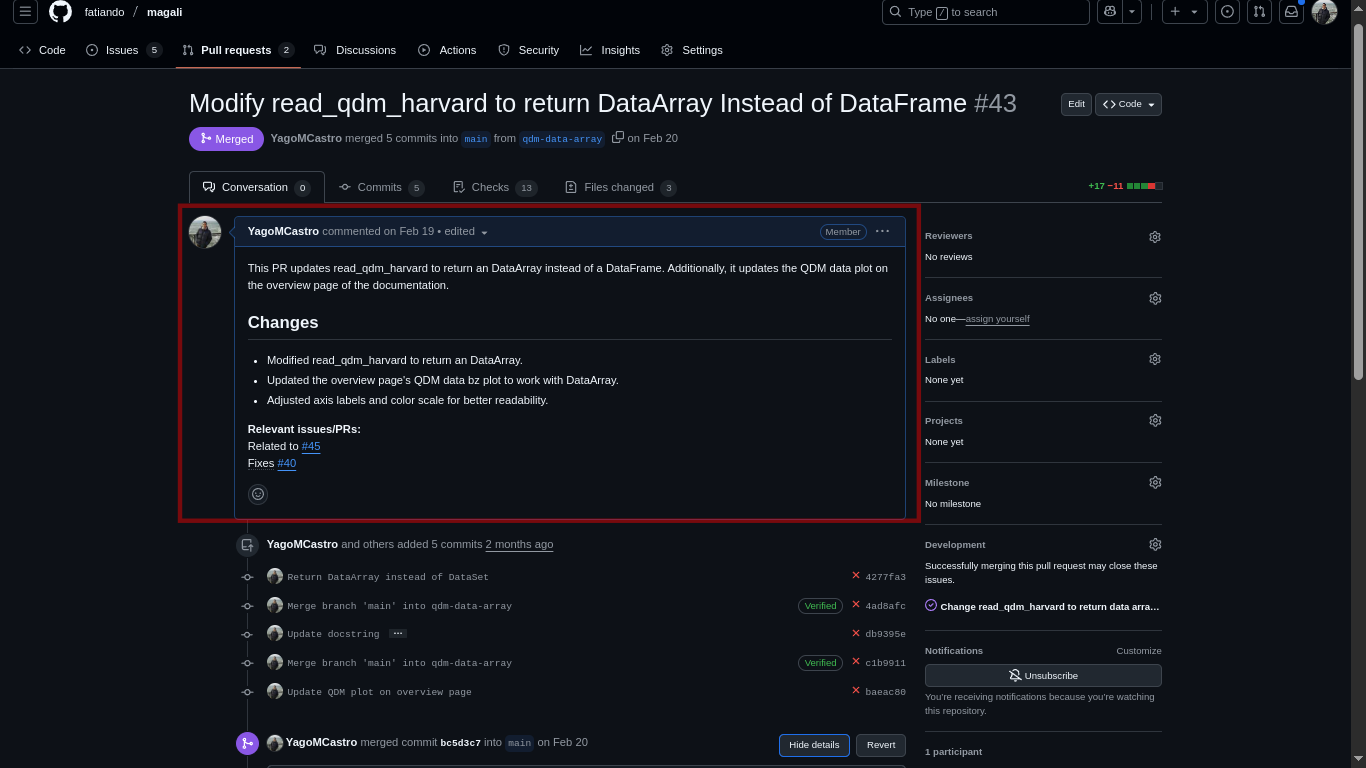 fatiando / magali
Type / to search
Code Issues 5 Pull requests 2 Discussions Actions Security Insights Settings
Modify read_qdm_harvard to return DataArray Instead of DataFrame #43
Edit
Code
Merged
YagoMCastro merged 5 commits into main from qdm-data-array on Feb 20
Conversation 0 Commits 5 Checks 13 Files changed 3
+17 −11
YagoMCastro commented on Feb 19 • edited
Member
This PR updates read_qdm_harvard to return an DataArray instead of a DataFrame. Additionally, it updates the QDM data plot on
the overview page of the documentation.
Changes
• Modified read_qdm_harvard to return an DataArray.
• Updated the overview page's QDM data bz plot to work with DataArray.
• Adjusted axis labels and color scale for better readability.
Relevant issues/PRs:
Related to #45
Fixes #40
YagoMCastro and others added 5 commits 2 months ago
Return DataArray instead of DataSet 4277fa3
Merge branch 'main' into qdm-data-array Verified 4ad8afc
Update docstring db9395e
Merge branch 'main' into qdm-data-array Verified c1b9911
Update QDM plot on overview page baeac80
YagoMCastro merged commit bc5d3c7 into main on Feb 20
Hide details
Revert
Reviewers
No reviews
Assignees
No one—assign yourself
Labels
None yet
Projects
None yet
Milestone
No milestone
Development
Successfully merging this pull request may close these
issues.
Change read_qdm_harvard to return data arra…
Notifications
Customize
Unsubscribe
You're receiving notifications because you're watching
this repository.
1 participant